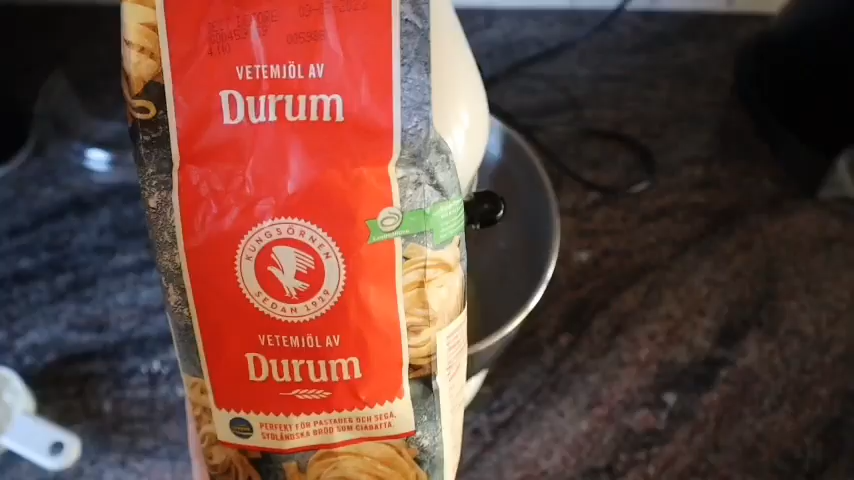 VETEMJÖL AV
Durum
KUNGSÖRNEN
SEDAN 1929
VETEMJÖL AV
Durum
PERFEKT FÖR PASTADEG OCH SEGA,
SYDLÄNDSKA BRÖD SOM CIABATTA.